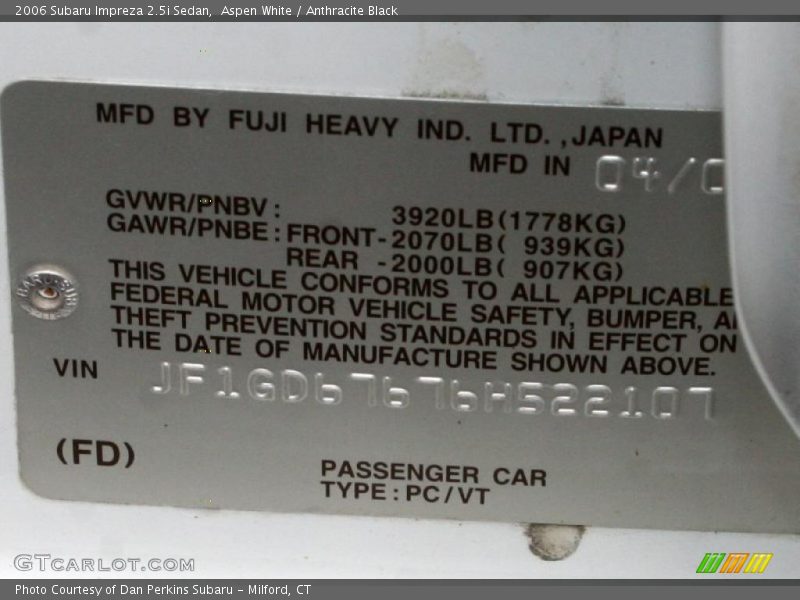 2006 Subaru Impreza 2.5i Sedan, Aspen White / Anthracite Black
MFD BY FUJI HEAVY IND. LTD. ,JAPAN
MFD IN 04/0
GVWR/PNBV: 3920LB(1778KG)
GAWR/PNBE: FRONT-2070LB( 939KG)
REAR -2000LB( 907KG)
THIS VEHICLE CONFORMS TO ALL APPLICABLE
FEDERAL MOTOR VEHICLE SAFETY, BUMPER,
THEFT PREVENTION STANDARDS IN EFFECT ON
THE DATE OF MANUFACTURE SHOWN ABOVE.
VIN JF1GD67676H522107
(FD)
PASSENGER CAR
TYPE:PC/VT
GTCARLOT.COM
Photo Courtesy of Dan Perkins Subaru - Milford, CT